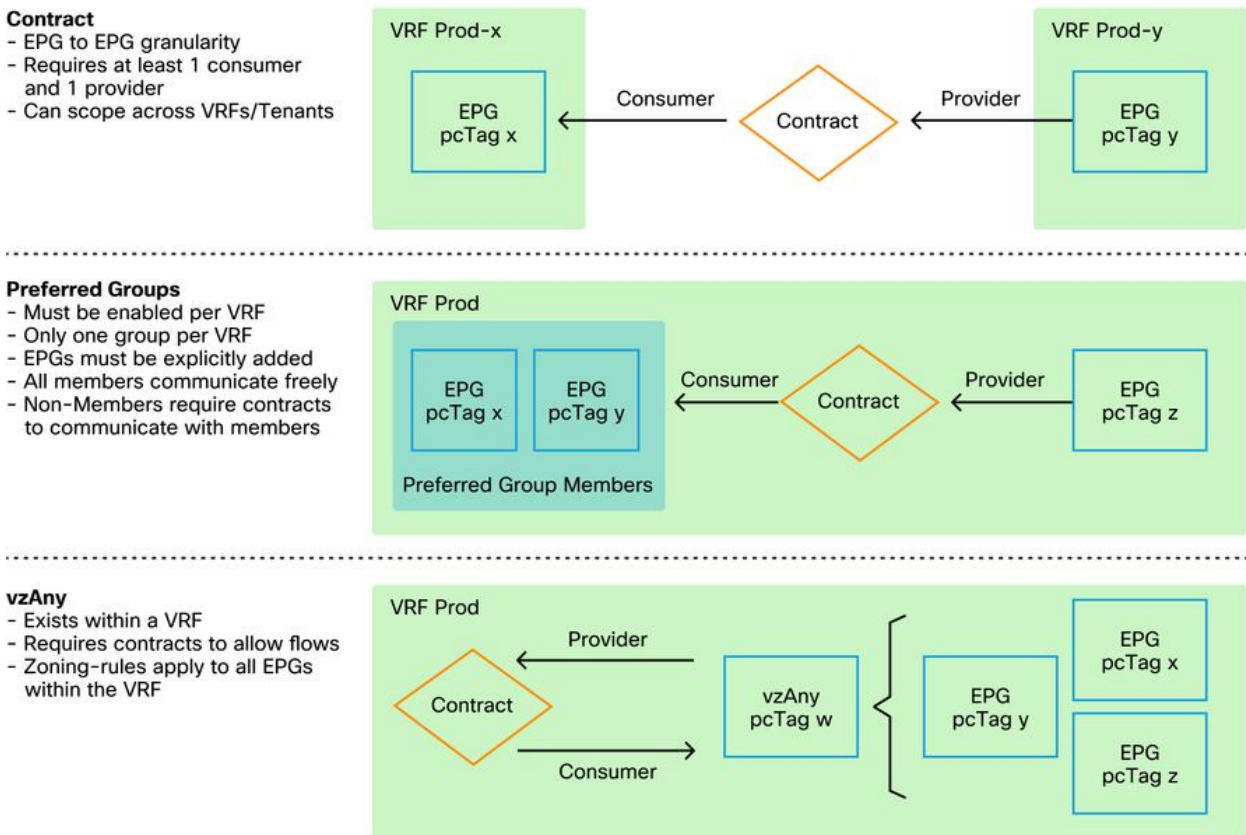 Contract
- EPG to EPG granularity
- Requires at least 1 consumer
and 1 provider
- Can scope across VRFs/Tenants
VRF Prod-x
EPG
pcTag x
Consumer
Contract
Provider
VRF Prod-y
EPG
pcTag y
Preferred Groups
- Must be enabled per VRF
- Only one group per VRF
- EPGs must be explicitly added
- All members communicate freely
- Non-Members require contracts
to communicate with members
VRF Prod
EPG
pcTag x
EPG
pcTag y
Preferred Group Members
Consumer
Contract
Provider
EPG
pcTag z
vzAny
- Exists within a VRF
- Requires contracts to allow flows
- Zoning-rules apply to all EPGs
within the VRF
VRF Prod
Contract
Provider
Consumer
vzAny
pcTag w
EPG
pcTag y
EPG
pcTag x
EPG
pcTag z